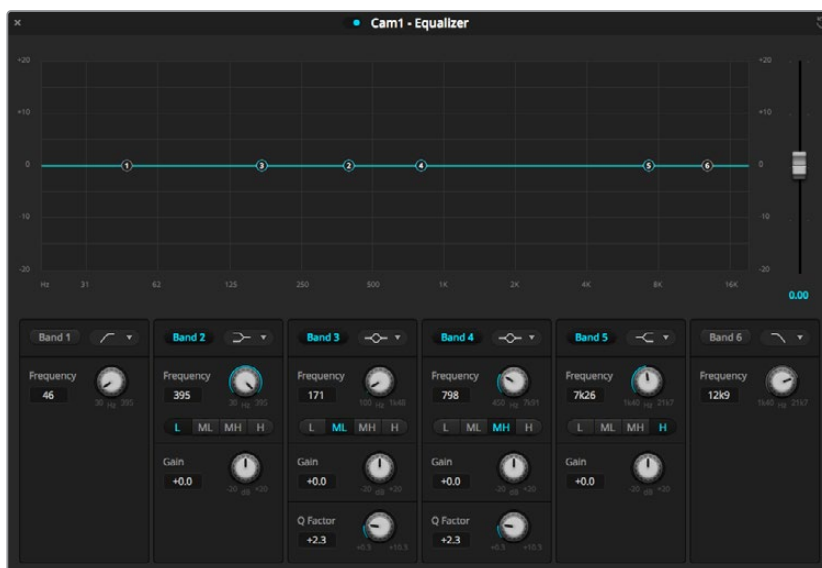 × Cam1 - Equalizer
+20 +20
+10 +10
0 1 3 2 4 5 6 0
-10 -10
-20 -20
Hz 31 62 125 250 500 1K 2K 4K 8K 16K
0.00
Band 1 Band 2 Band 3 Band 4 Band 5 Band 6
Frequency Frequency Frequency Frequency Frequency Frequency
46 395 171 798 7k26 12k9
30 Hz 395 30 Hz 395 100 Hz 1k48 450 Hz 7k91 1k40 Hz 21k7 1k40 Hz 21k7
L ML MH H L ML MH H L ML MH H L ML MH H
Gain Gain Gain Gain
+0.0 +0.0 +0.0 +0.0
-20 dB +20 -20 dB +20 -20 dB +20 -20 dB +20
Q Factor Q Factor
+2.3 +2.3
+0.3 +10.3 +0.3 +10.3